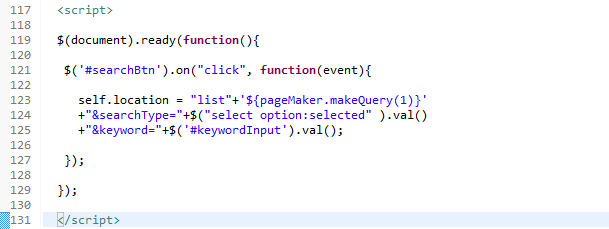 117 <script>
118
119 $(document).ready(function(){
120
121 $('#searchBtn').on("click", function(event){
122
123 self.location = "list"+'${pageMaker.makeQuery(1)}'
124 +"&searchType="+$("select option:selected" ).val()
125 +"&keyword="+$('#keywordInput').val();
126
127 });
128
129 });
130
131 </script>